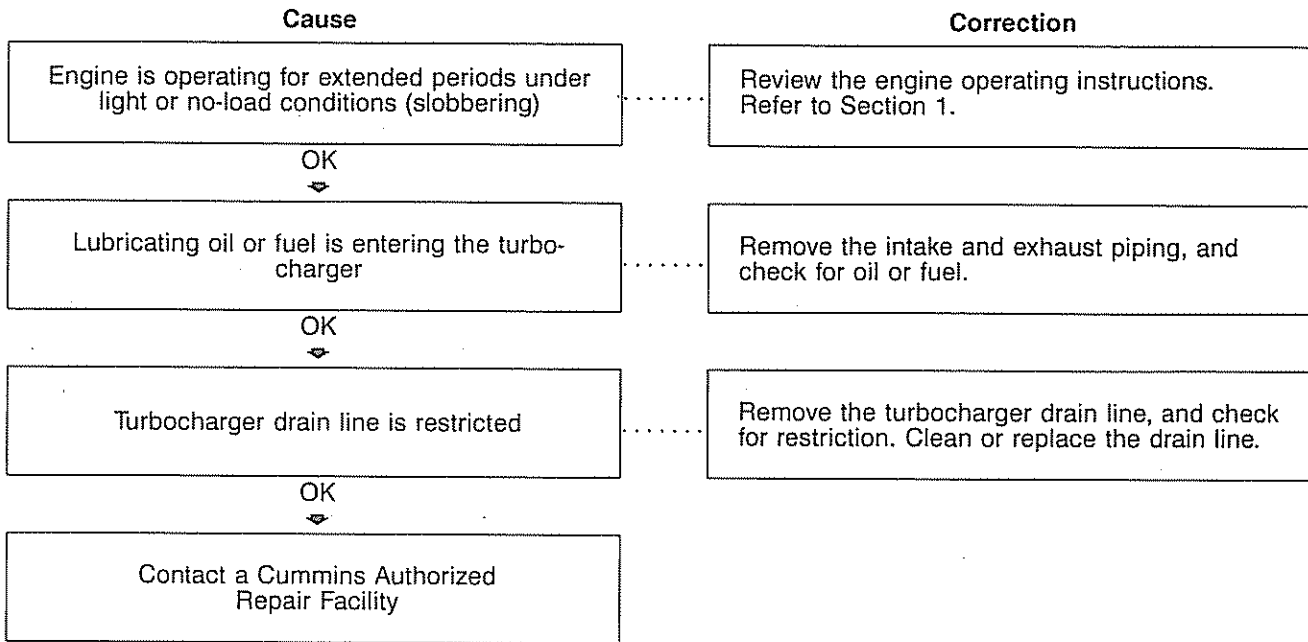 Cause
Correction
Engine is operating for extended periods under
light or no-load conditions (slobbering)
Review the engine operating instructions.
Refer to Section 1.
OK
Lubricating oil or fuel is entering the turbo-
charger
Remove the intake and exhaust piping, and
check for oil or fuel.
OK
Turbocharger drain line is restricted
Remove the turbocharger drain line, and check
for restriction. Clean or replace the drain line.
OK
Contact a Cummins Authorized
Repair Facility